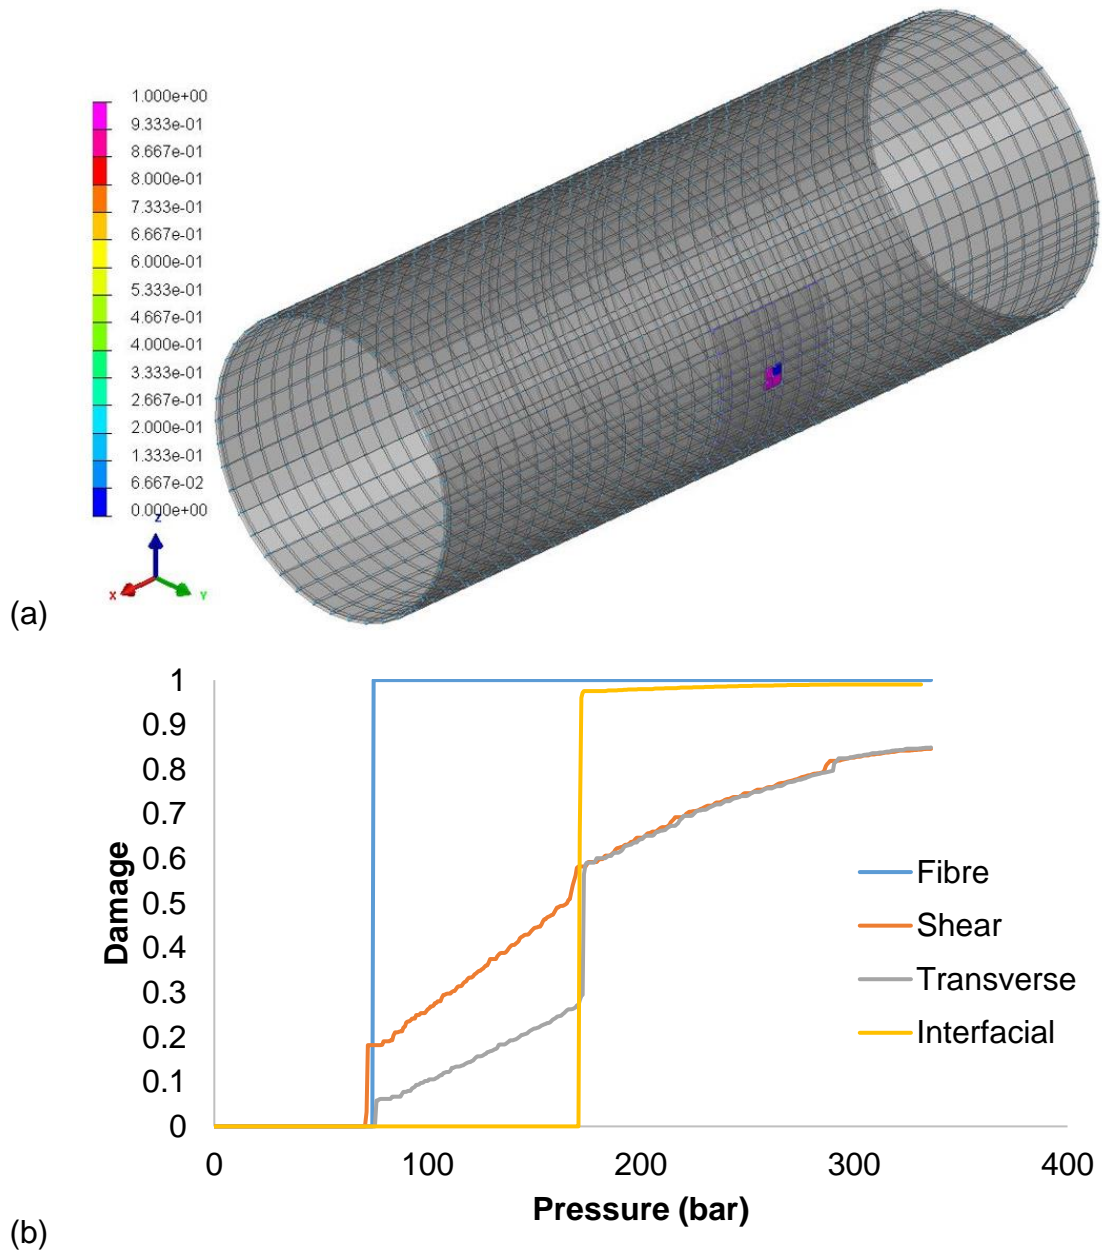 1.000e+00
9.333e-01
8.667e-01
8.000e-01
7.333e-01
6.667e-01
6.000e-01
5.333e-01
4.667e-01
4.000e-01
3.333e-01
2.667e-01
2.000e-01
1.333e-01
6.667e-02
0.000e+00
Z
X
Y
(a)
1
0.9
0.8
0.7
0.6
0.5
0.4
0.3
0.2
0.1
0
Damage
Fibre
Shear
Transverse
Interfacial
0 100 200 300 400
Pressure (bar)
(b)